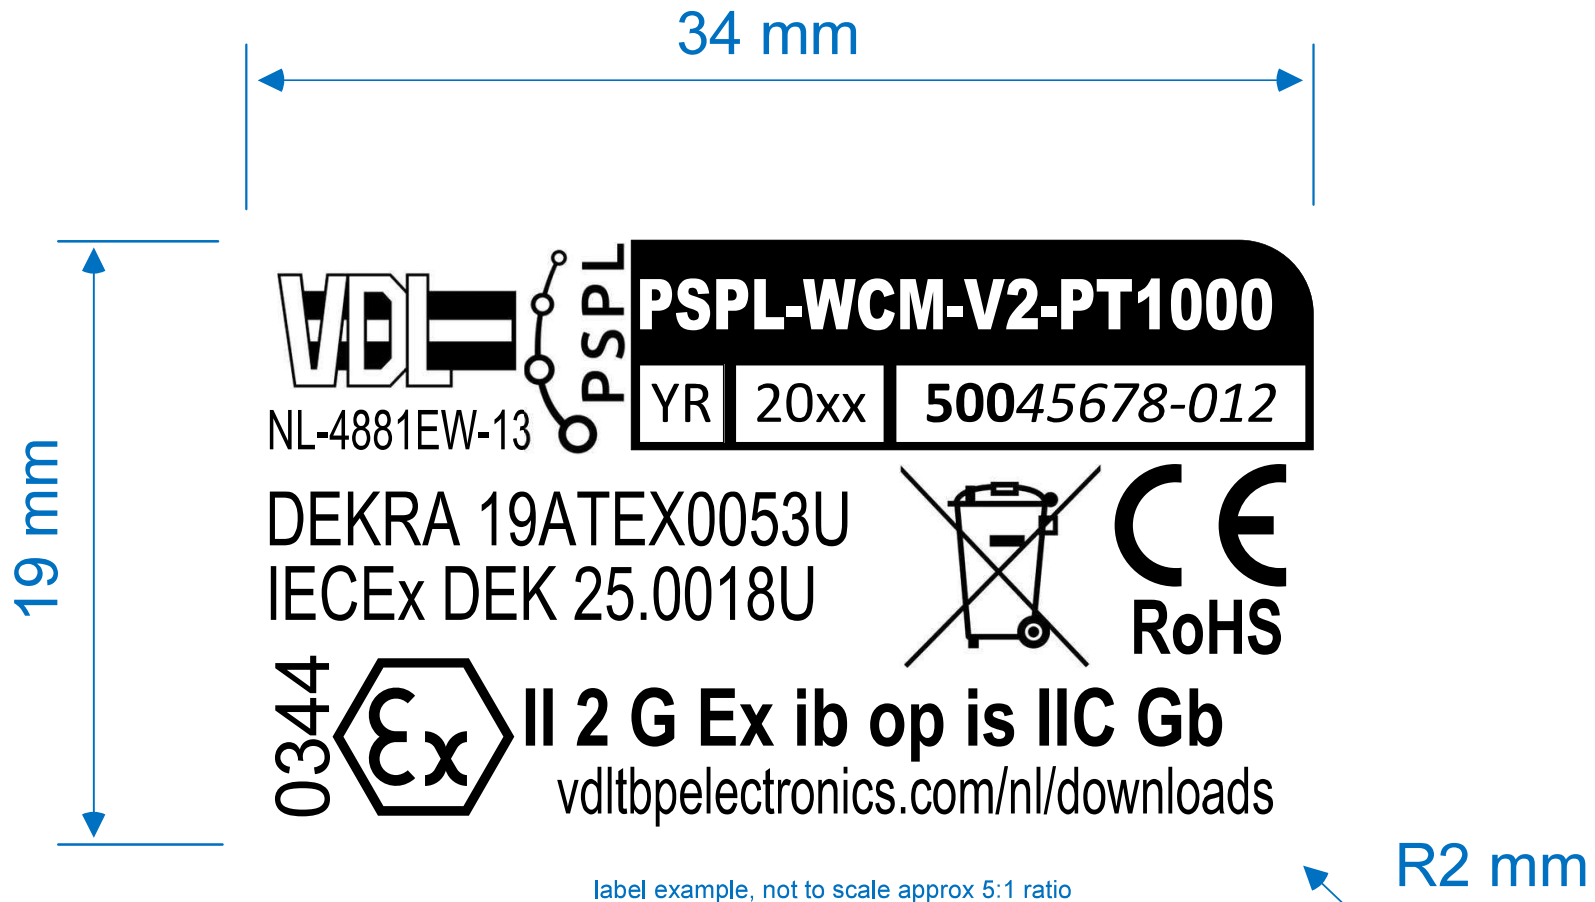 34 mm
19 mm
VDL
PSPL
PSPL-WCM-V2-PT1000
YR 20xx 50045678-012
NL-4881EW-13
DEKRA 19ATEX0053U
IECEx DEK 25.0018U
CE
RoHS
0344
Ex II 2 G Ex ib op is IIC Gb
vdltbpelectronics.com/nl/downloads
R2 mm
label example, not to scale approx 5:1 ratio